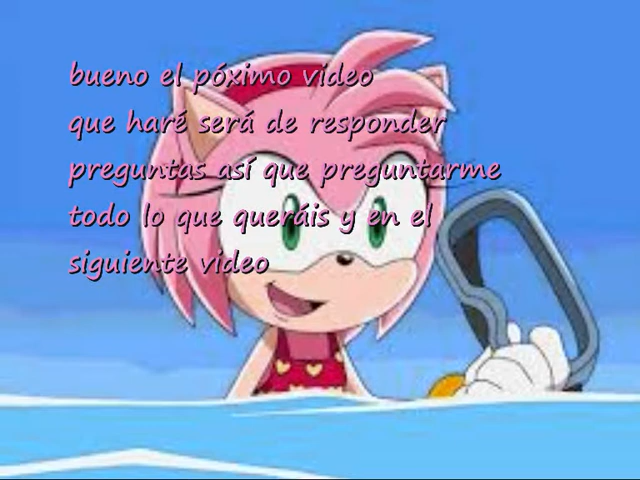 bueno el póximo vídeo
que haré será de responder
preguntas así que preguntarme
todo lo que queráis y en el
siguiente video